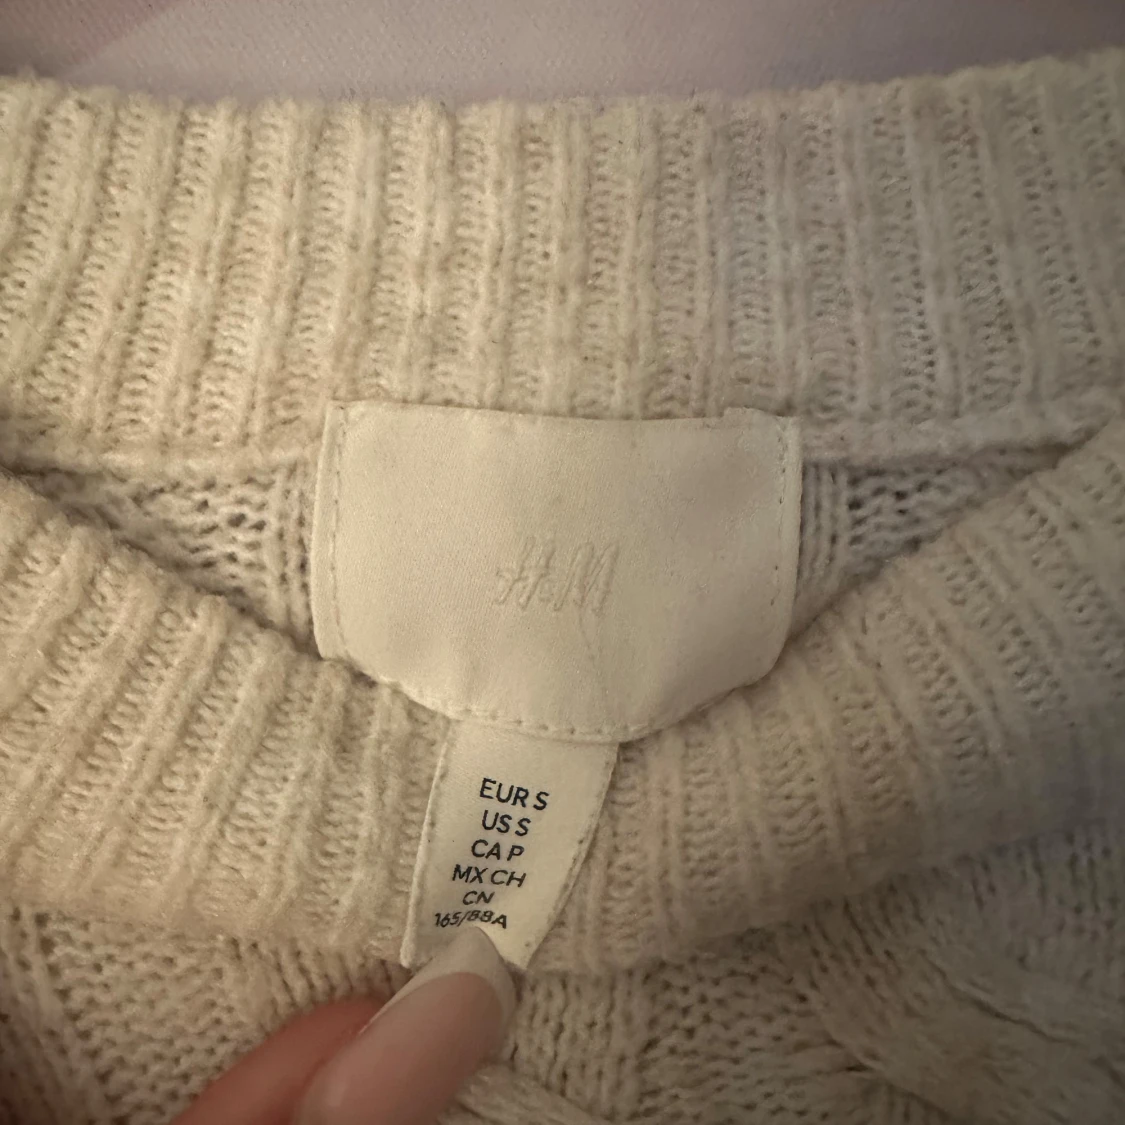 H&M
EUR S
US S
CA P
MX CH
CN
165/88A